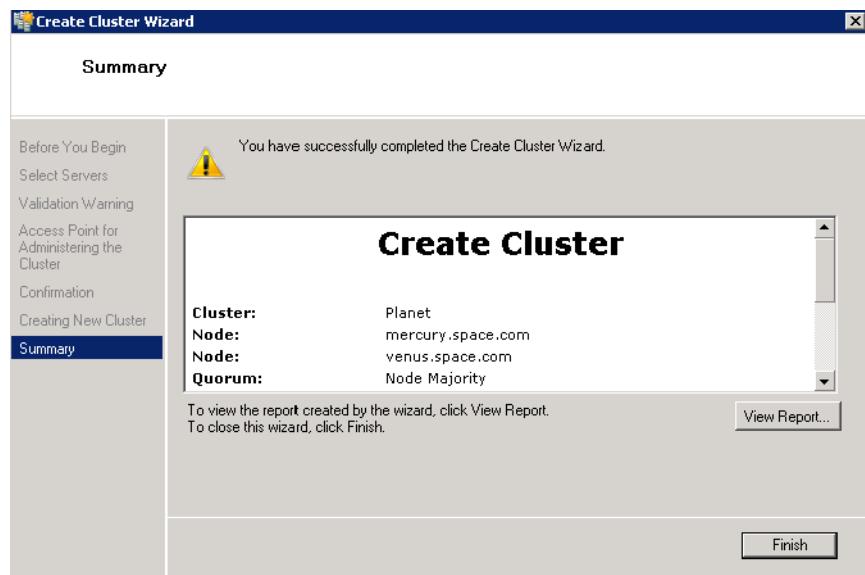 Create Cluster Wizard
Summary
Before You Begin
Select Servers
Validation Warning
Access Point for
Administering the
Cluster
Confirmation
Creating New Cluster
Summary
You have successfully completed the Create Cluster Wizard.
Create Cluster
Cluster: Planet
Node: mercury.space.com
Node: venus.space.com
Quorum: Node Majority
To view the report created by the wizard, click View Report.
To close this wizard, click Finish.
View Report...
Finish